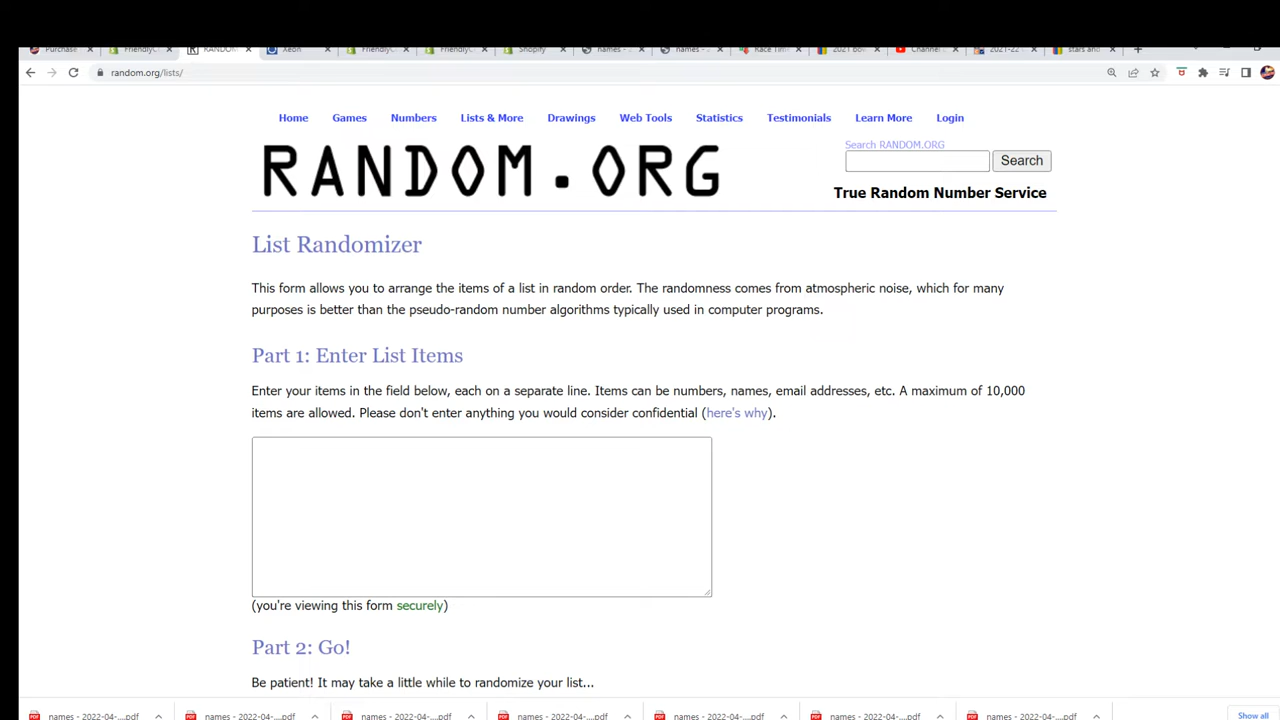 Purchase
FriendlyC
RANDOM
Xeon
FriendlyC
FriendlyC
Shopify
names -
names -
Race Tim
2021 bow
Channel c
2021-22
stars and
random.org/lists/
Home Games Numbers Lists & More Drawings Web Tools Statistics Testimonials Learn More Login
Search RANDOM.ORG
RANDOM.ORG
Search
True Random Number Service
List Randomizer
This form allows you to arrange the items of a list in random order. The randomness comes from atmospheric noise, which for many
purposes is better than the pseudo-random number algorithms typically used in computer programs.
Part 1: Enter List Items
Enter your items in the field below, each on a separate line. Items can be numbers, names, email addresses, etc. A maximum of 10,000
items are allowed. Please don't enter anything you would consider confidential (here's why).
(you're viewing this form securely)
Part 2: Go!
Be patient! It may take a little while to randomize your list...
names - 2022-04-....pdf
names - 2022-04-....pdf
names - 2022-04-....pdf
names - 2022-04-....pdf
names - 2022-04-....pdf
names - 2022-04-....pdf
names - 2022-04-....pdf
Show all